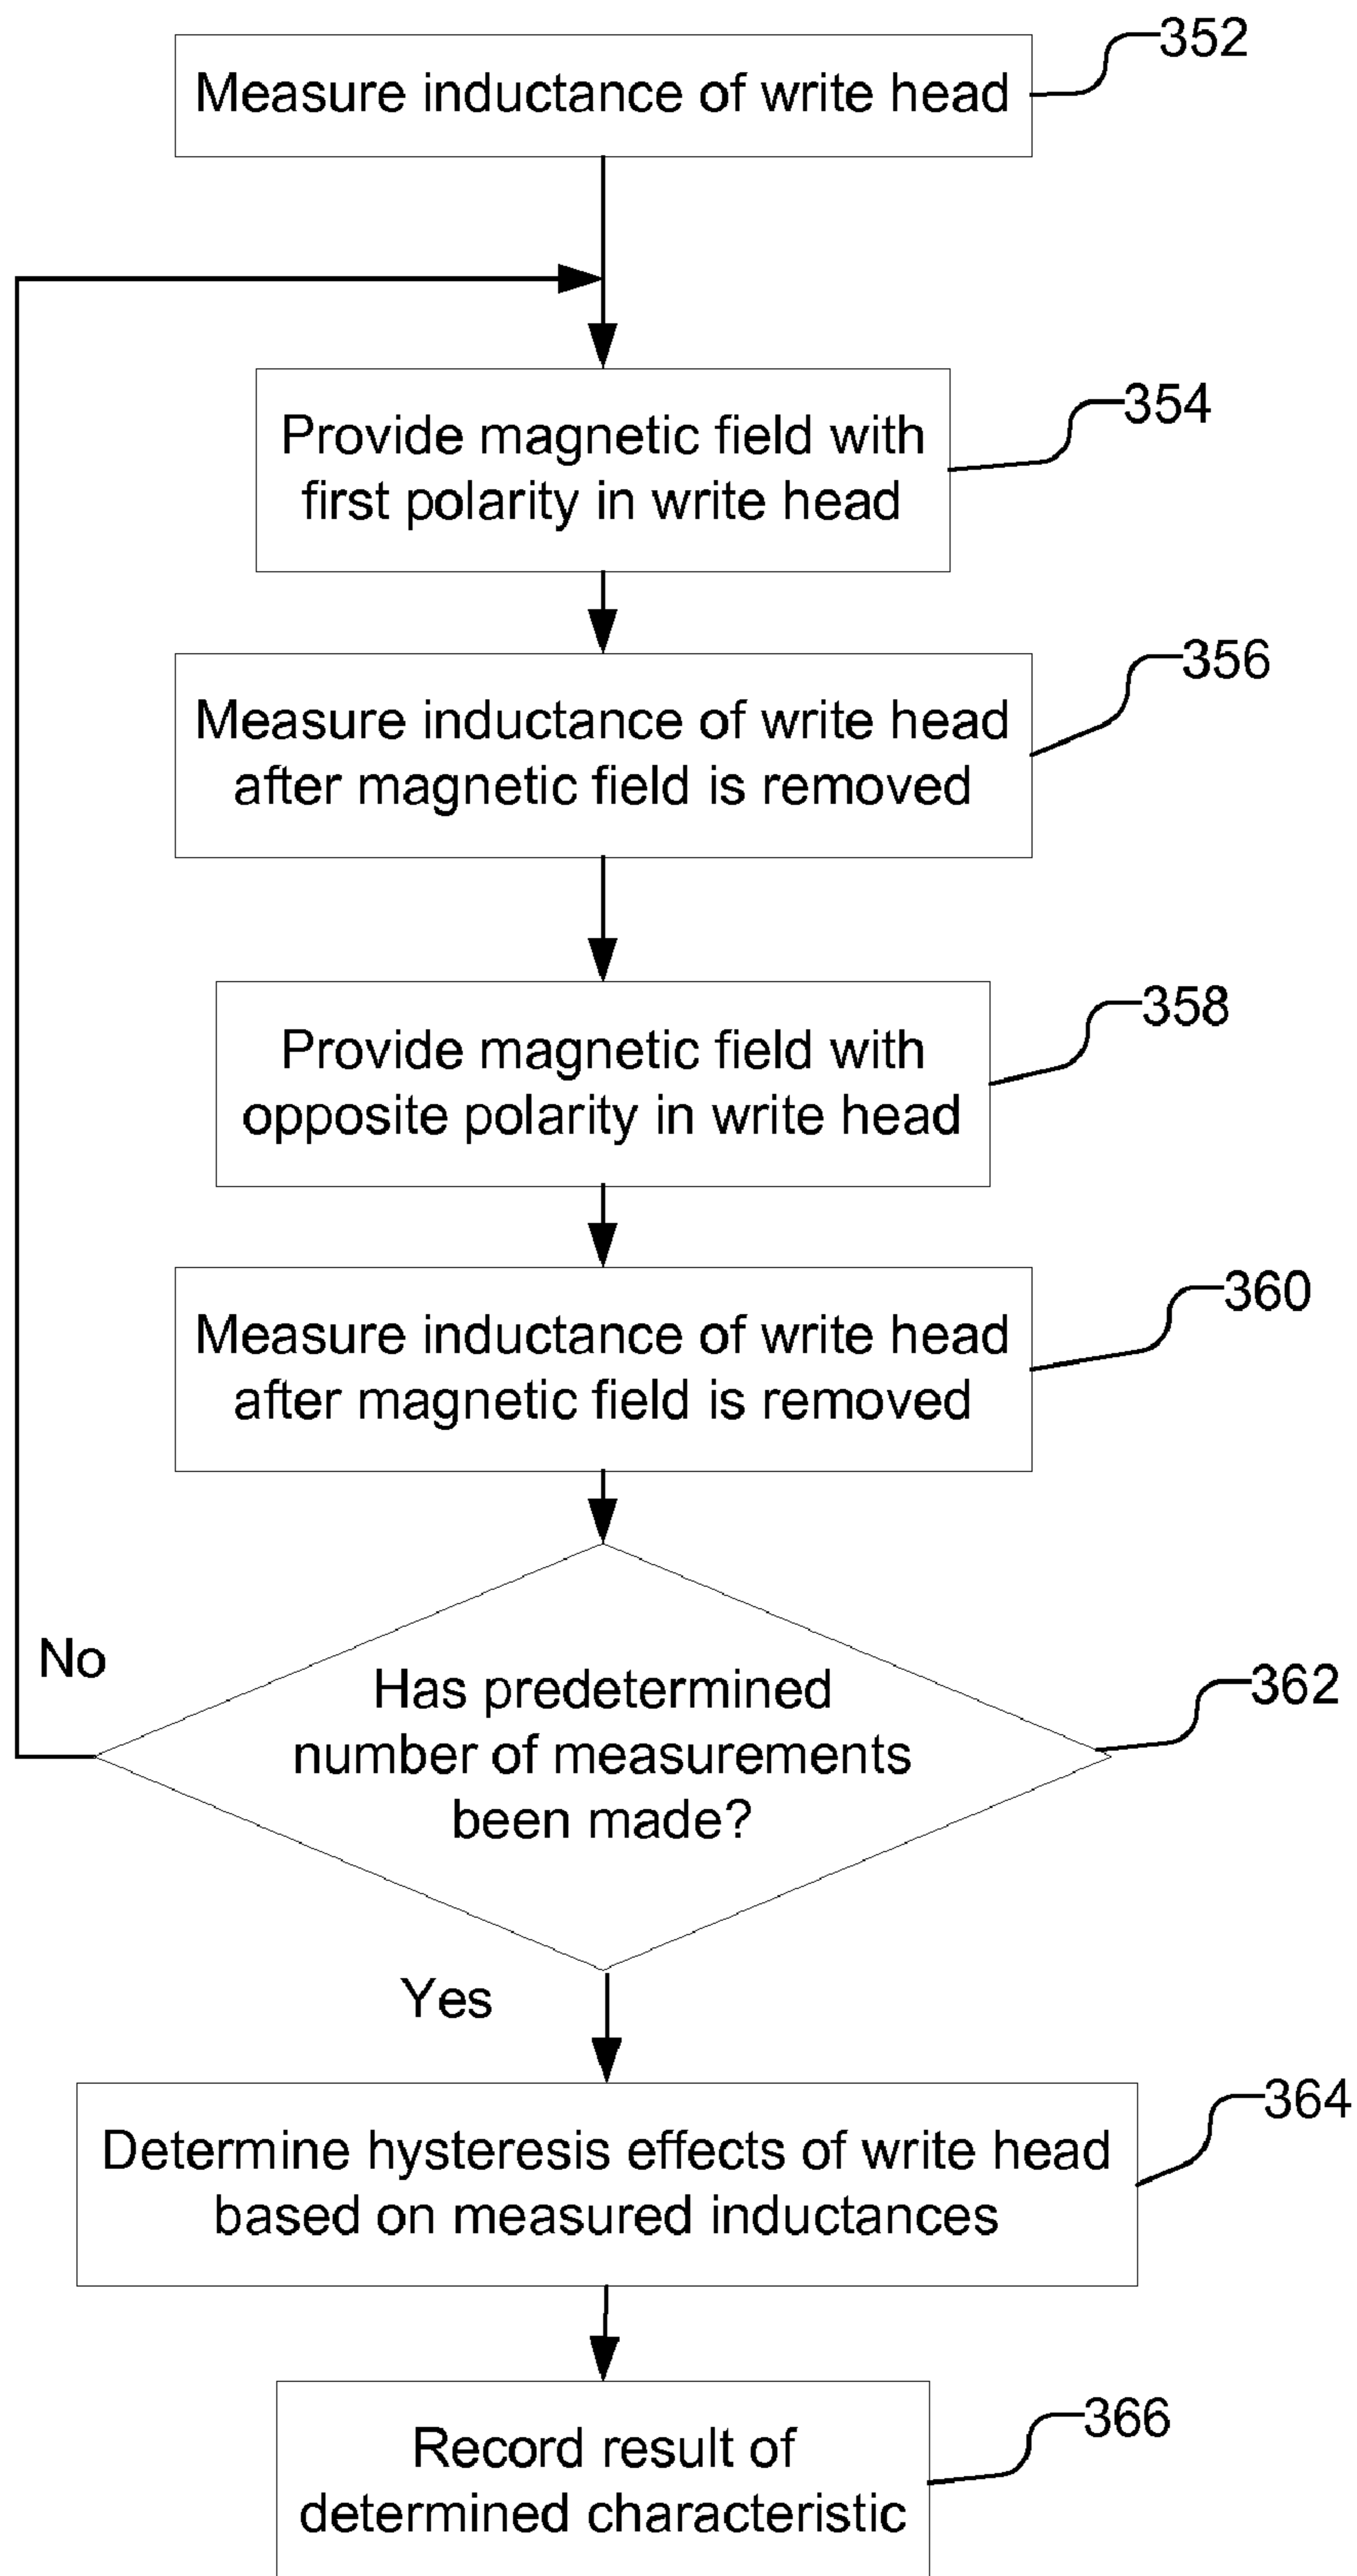 352
Measure inductance of write head
354
Provide magnetic field with
first polarity in write head
356
Measure inductance of write head
after magnetic field is removed
358
Provide magnetic field with
opposite polarity in write head
360
Measure inductance of write head
after magnetic field is removed
No
362
Has predetermined
number of measurements
been made?
Yes
364
Determine hysteresis effects of write head
based on measured inductances
366
Record result of
determined characteristic